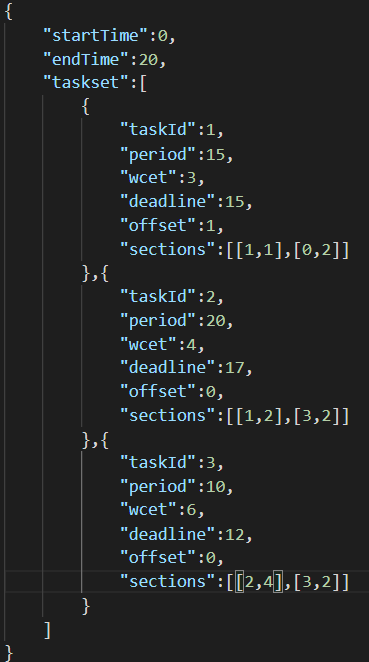 {
    "startTime":0,
    "endTime":20,
    "taskset":[
        {
            "taskId":1,
            "period":15,
            "wcet":3,
            "deadline":15,
            "offset":1,
            "sections":[[1,1],[0,2]]
        },{
            "taskId":2,
            "period":20,
            "wcet":4,
            "deadline":17,
            "offset":0,
            "sections":[[1,2],[3,2]]
        },{
            "taskId":3,
            "period":10,
            "wcet":6,
            "deadline":12,
            "offset":0,
            "sections":[[2,4],[3,2]]
        }
    ]
}